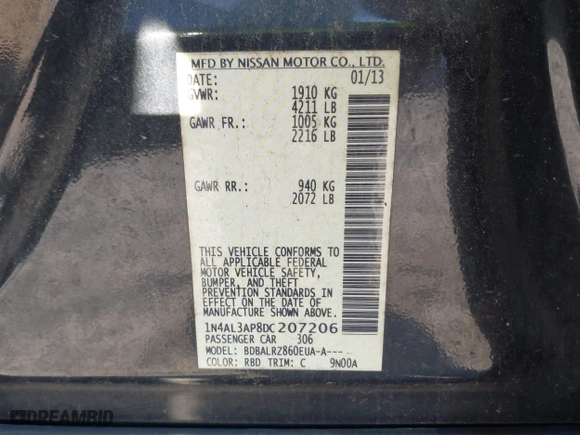 MFD BY NISSAN MOTOR CO., LTD.
DATE: 01/13
GVWR: 1910 KG
4211 LB
GAWR FR.: 1005 KG
2216 LB
GAWR RR.: 940 KG
2072 LB
THIS VEHICLE CONFORMS TO
ALL APPLICABLE FEDERAL
MOTOR VEHICLE SAFETY,
BUMPER, AND THEFT
PREVENTION STANDARDS IN
EFFECT ON THE DATE OF
MANUFACTURE SHOWN ABOVE.
1N4AL3AP8DC207206
PASSENGER CAR 306
MODEL: BDBALRZ860EUA-A---
COLOR: RBD TRIM: C 9N00A
DREAMBID